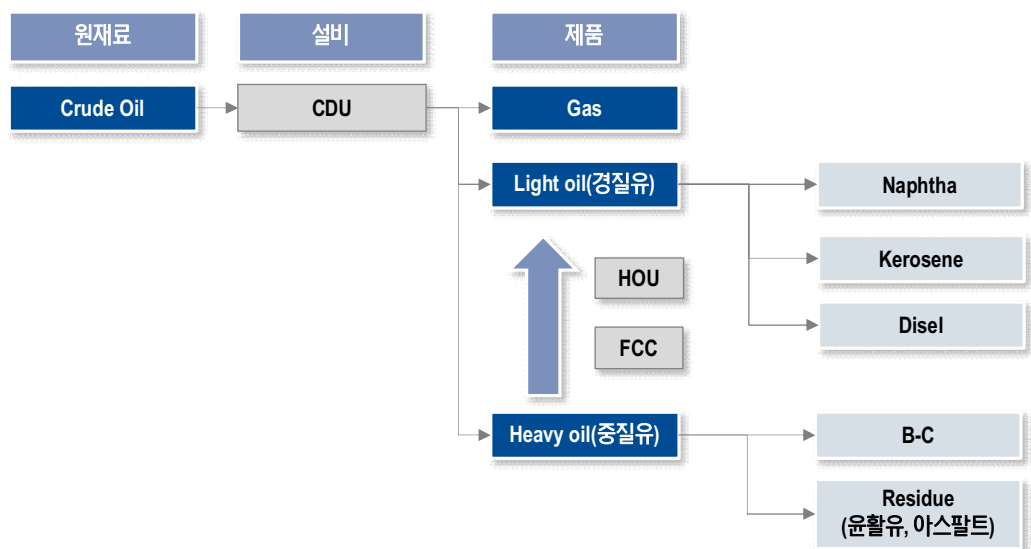 원재료
설비
제품
Crude Oil
CDU
Gas
Light oil(경질유)
Naphtha
Kerosene
HOU
Disel
FCC
Heavy oil(중질유)
B-C
Residue
(윤활유, 아스팔트)